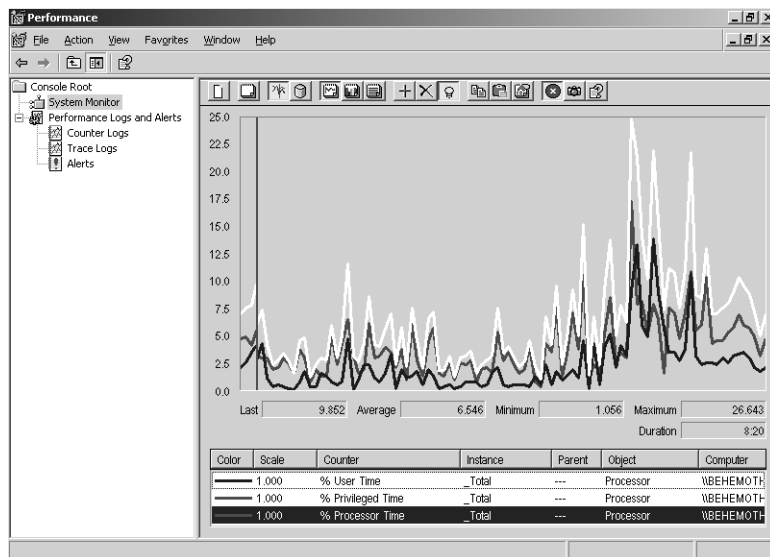 Performance
File Action View Favorites Window Help
Console Root
System Monitor
Performance Logs and Alerts
Counter Logs
Trace Logs
Alerts
25.0
22.5
20.0
17.5
12.5
10.0
7.5
5.0
2.5
0.0
Last 9.852 Average 6.546 Minimum 1.056 Maximum 26.643
Duration 8:20
Color Scale Counter Instance Parent Object Computer
1.000 % User Time _Total --- Processor \\BEHEMOTH
1.000 % Privileged Time _Total --- Processor \\BEHEMOTH
1.000 % Processor Time _Total --- Processor \\BEHEMOTH